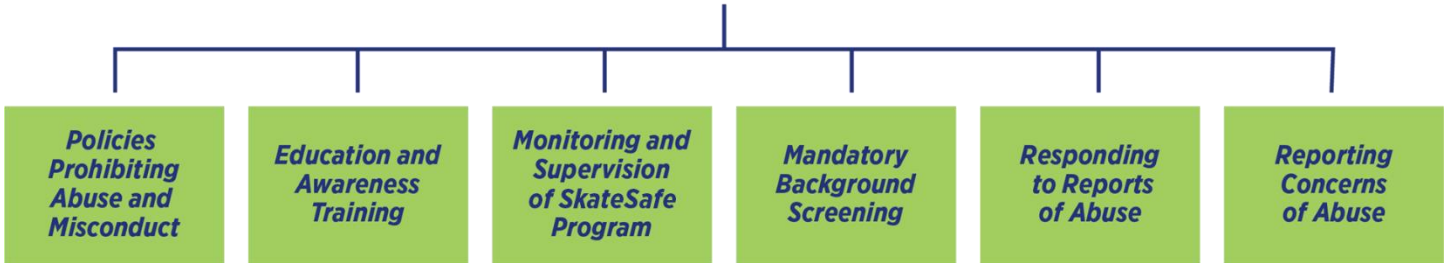 Policies
Prohibiting
Abuse and
Misconduct
Education and
Awareness
Training
Monitoring and
Supervision
of SkateSafe
Program
Mandatory
Background
Screening
Responding
to Reports
of Abuse
Reporting
Concerns
of Abuse